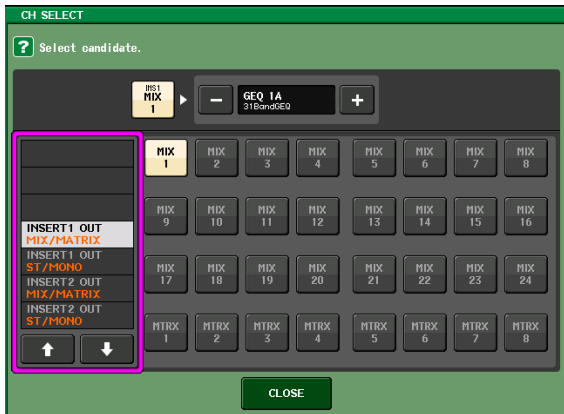 CH SELECT
? Select candidate.
INS1
MIX
1
GEQ 1A
31BandGEQ
INSERT1 OUT
MIX/MATRIX
INSERT1 OUT
ST/MONO
INSERT2 OUT
MIX/MATRIX
INSERT2 OUT
ST/MONO
MIX 1 MIX 2 MIX 3 MIX 4 MIX 5 MIX 6 MIX 7 MIX 8
MIX 9 MIX 10 MIX 11 MIX 12 MIX 13 MIX 14 MIX 15 MIX 16
MIX 17 MIX 18 MIX 19 MIX 20 MIX 21 MIX 22 MIX 23 MIX 24
MTRX 1 MTRX 2 MTRX 3 MTRX 4 MTRX 5 MTRX 6 MTRX 7 MTRX 8
CLOSE